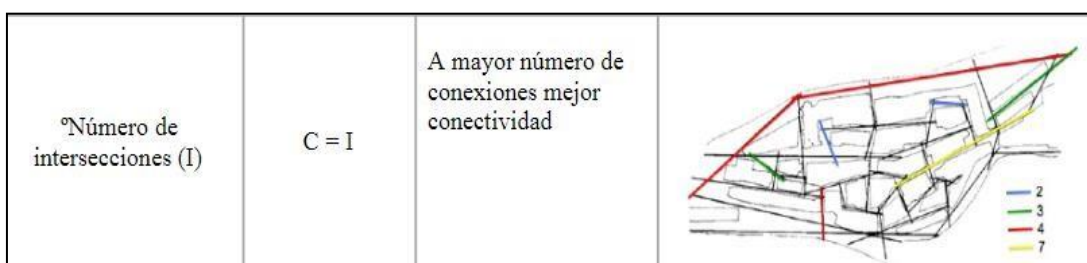 ºNúmero de
intersecciones (I)
C = I
A mayor número de
conexiones mejor
conectividad
2
3
4
7